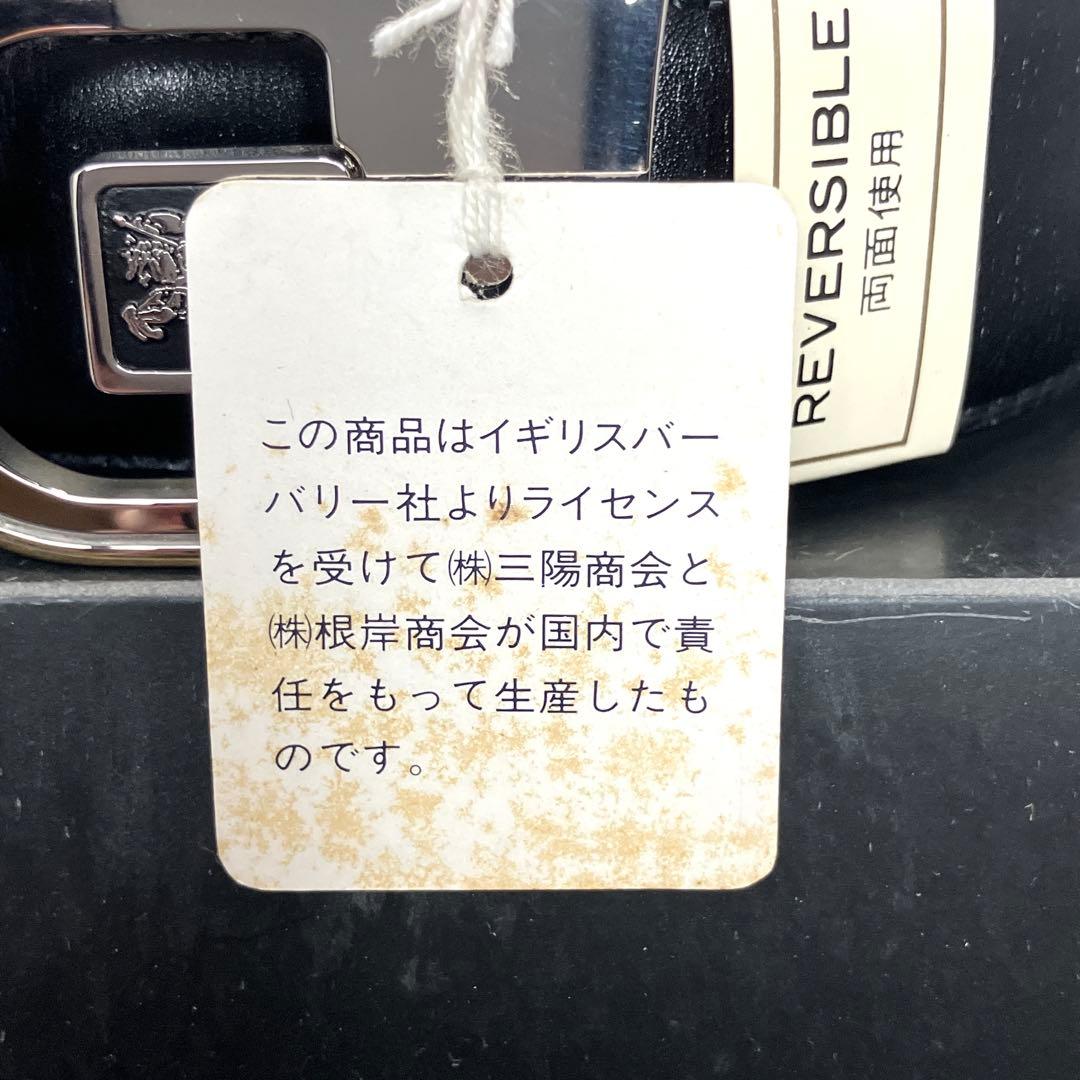 この商品はイギリスバー
バリー社よりライセンス
を受けて㈱三陽商会と
㈱根岸商会が国内で責
任をもって生産したも
のです。
REVERSIBLE
両面使用